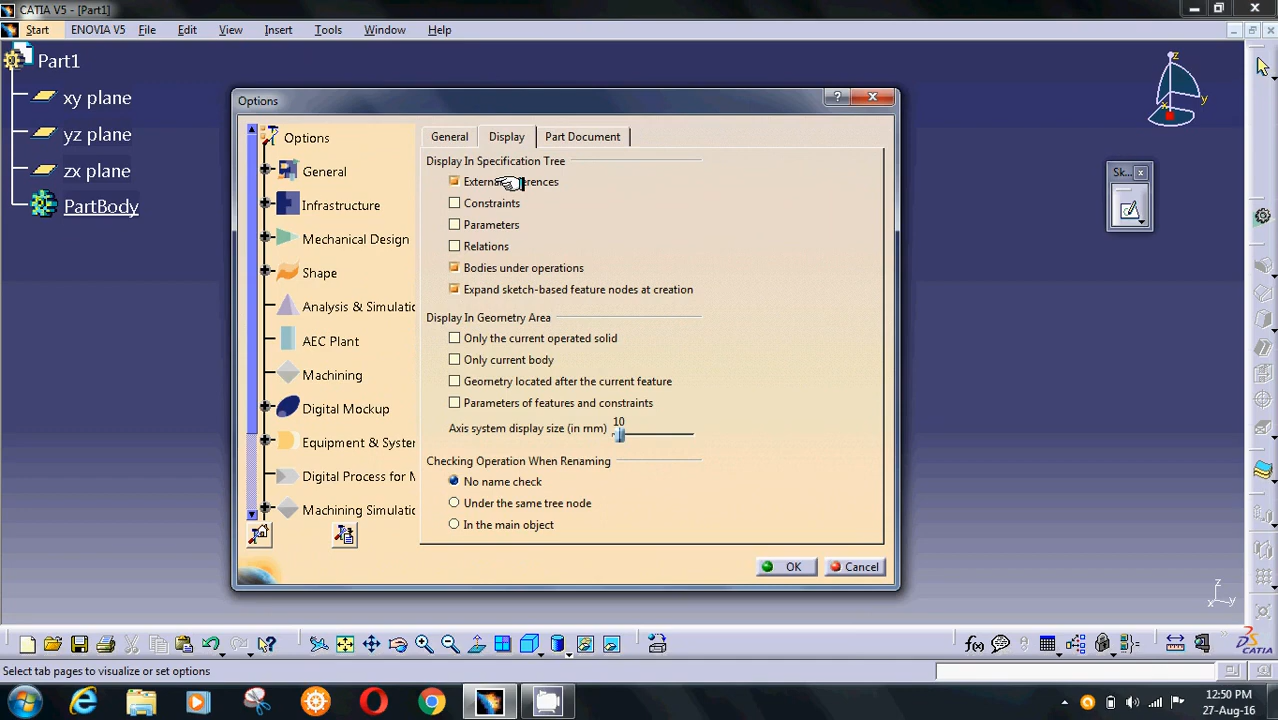 CATIA V5 - [Part1]
Start ENOVIA V5 File Edit View Insert Tools Window Help
Part1
xy plane
yz plane
zx plane
PartBody
Options
?
Options
General
Infrastructure
Mechanical Design
Shape
Analysis & Simulati
AEC Plant
Machining
Digital Mockup
Equipment & Syster
Digital Process for M
Machining Simulatic
General Display Part Document
Display In Specification Tree
External erences
Constraints
Parameters
Relations
Bodies under operations
Expand sketch-based feature nodes at creation
Display In Geometry Area
Only the current operated solid
Only current body
Geometry located after the current feature
Parameters of features and constraints
10
Axis system display size (in mm)
Checking Operation When Renaming
No name check
Under the same tree node
In the main object
OK Cancel
z
x
y
Sk...
z
y
f(x)
CATIA
Select tab pages to visualize or set options
12:50 PM
27-Aug-16